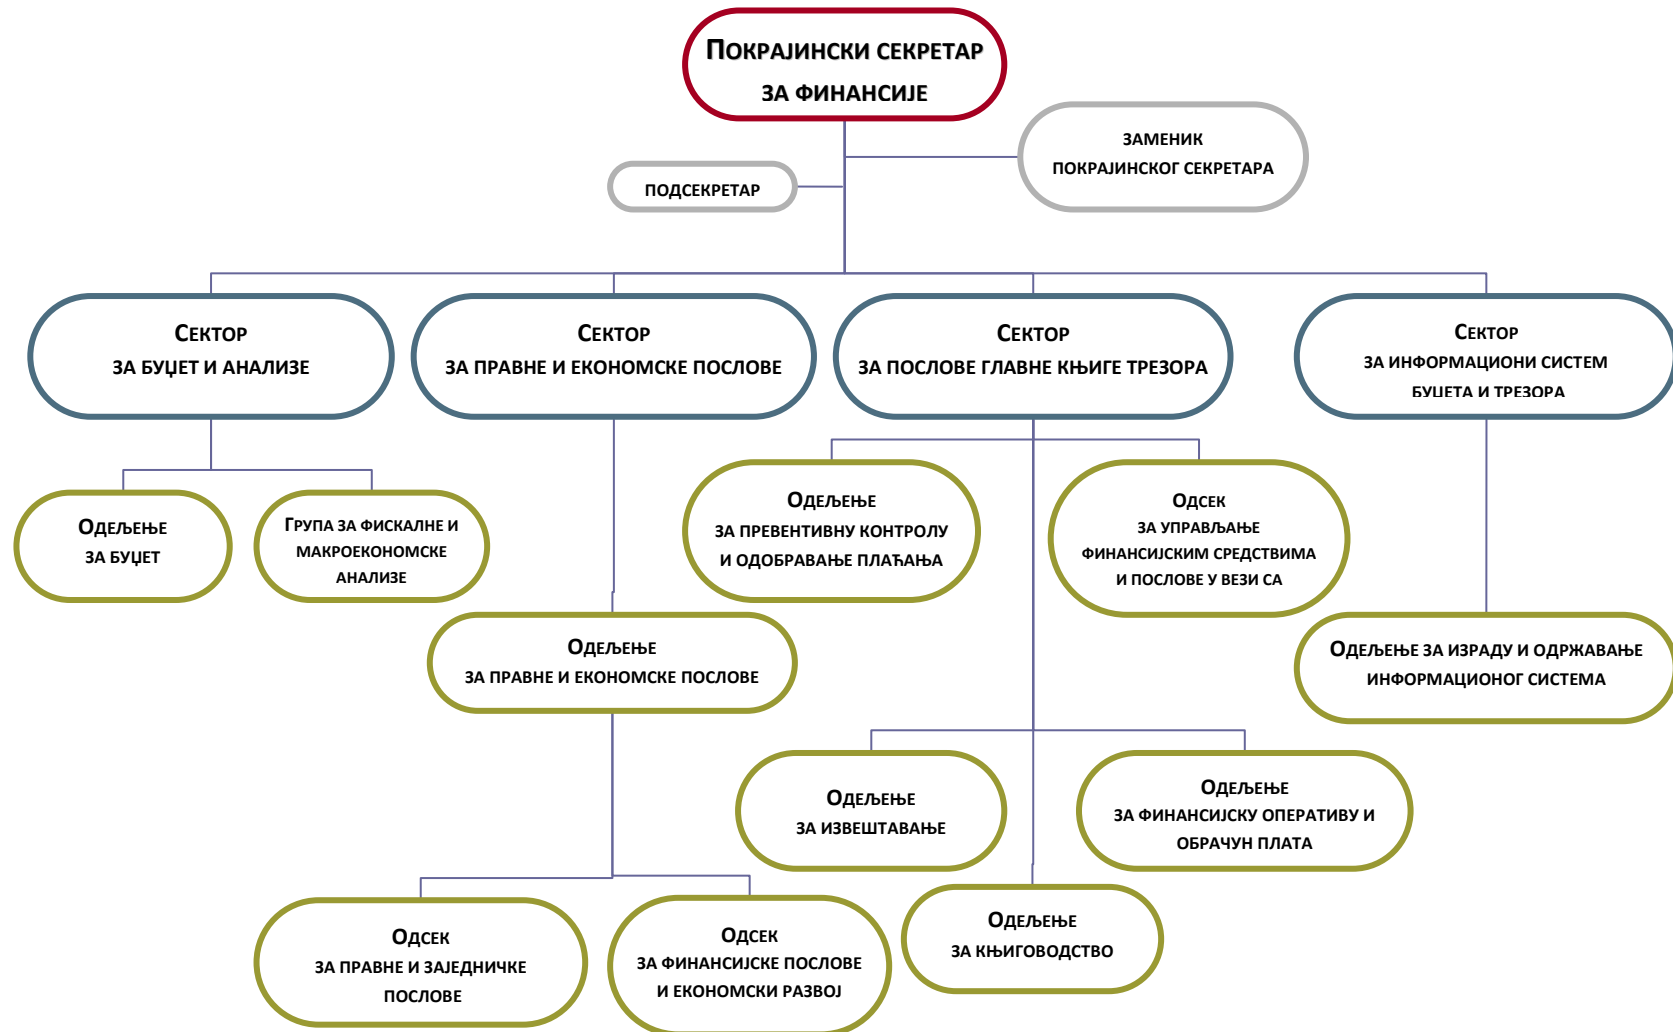 ПОКРАЈИНСКИ СЕКРЕТАР
ЗА ФИНАНСИЈЕ
ЗАМЕНИК
ПОКРАЈИНСКОГ СЕКРЕТАРА
ПОДСЕКРЕТАР
СЕКТОР
ЗА БУЏЕТ И АНАЛИЗЕ
СЕКТОР
ЗА ПРАВНЕ И ЕКОНОМСКЕ ПОСЛОВЕ
СЕКТОР
ЗА ПОСЛОВЕ ГЛАВНЕ КЊИГЕ ТРЕЗОРА
СЕКТОР
ЗА ИНФОРМАЦИОНИ СИСТЕМ
БУЏЕТА И ТРЕЗОРА
ОДЕЉЕЊЕ
ЗА БУЏЕТ
ГРУПА ЗА ФИСКАЛНЕ И
МАКРОЕКОНОМСКЕ
АНАЛИЗЕ
ОДЕЉЕЊЕ
ЗА ПРЕВЕНТИВНУ КОНТРОЛУ
И ОДОБРАВАЊЕ ПЛАЋАЊА
ОДСЕК
ЗА УПРАВЉАЊЕ
ФИНАНСИЈСКИМ СРЕДСТВИМА
И ПОСЛОВЕ У ВЕЗИ СА
ОДЕЉЕЊЕ
ЗА ПРАВНЕ И ЕКОНОМСКЕ ПОСЛОВЕ
ОДЕЉЕЊЕ ЗА ИЗРАДУ И ОДРЖАВАЊЕ
ИНФОРМАЦИОНОГ СИСТЕМА
ОДЕЉЕЊЕ
ЗА ИЗВЕШТАВАЊЕ
ОДЕЉЕЊЕ
ЗА ФИНАНСИЈСКУ ОПЕРАТИВУ И
ОБРАЧУН ПЛАТА
ОДСЕК
ЗА ПРАВНЕ И ЗАЈЕДНИЧКЕ
ПОСЛОВЕ
ОДСЕК
ЗА ФИНАНСИЈСКЕ ПОСЛОВЕ
И ЕКОНОМСКИ РАЗВОЈ
ОДЕЉЕЊЕ
ЗА КЊИГОВОДСТВО